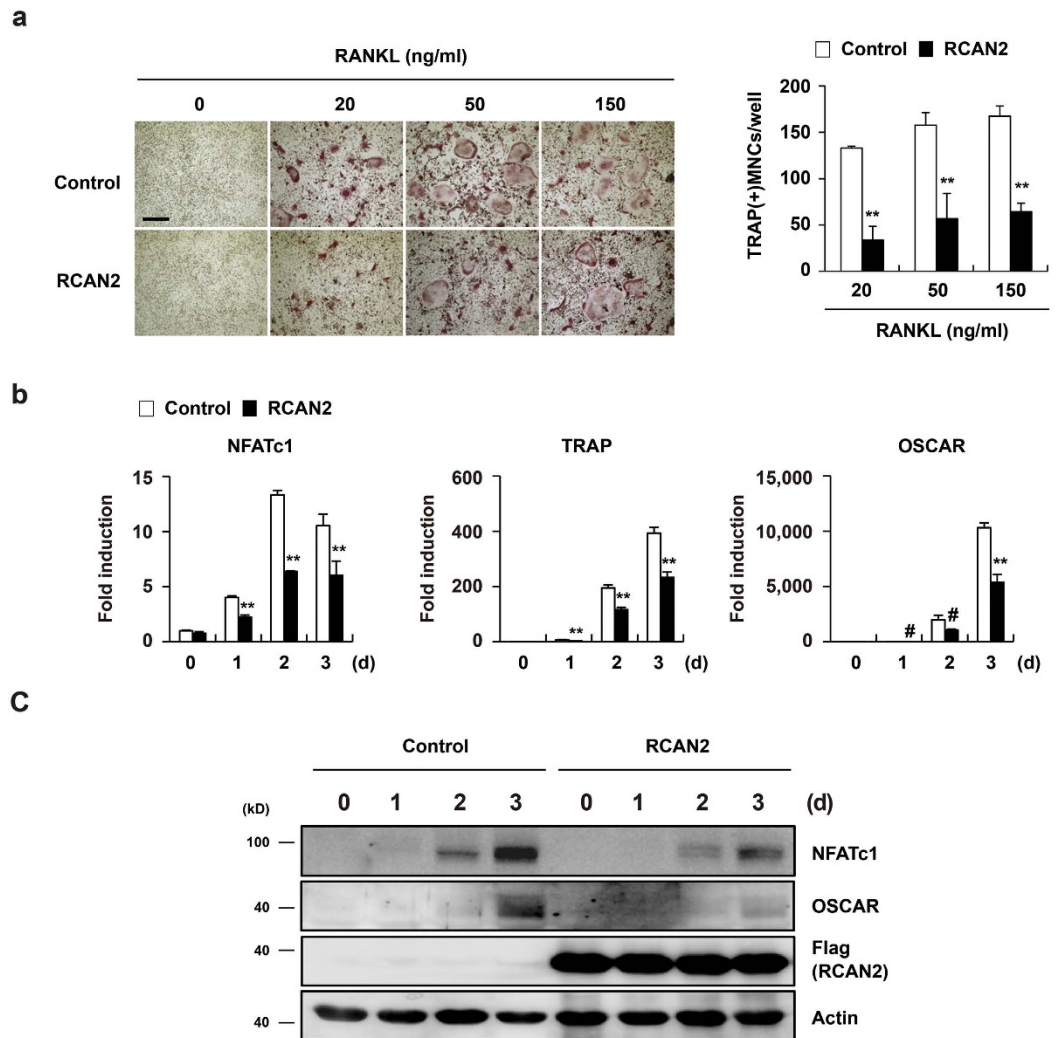 a
RANKL (ng/ml)
0 20 50 150
Control
RCAN2
Control RCAN2
TRAP(+)MNCs/well
200
150
100
50
0
** ** **
20 50 150
RANKL (ng/ml)
b
Control RCAN2
NFATc1
Fold induction
15
10
5
0
** ** **
0 1 2 3 (d)
TRAP
Fold induction
600
400
200
0
** ** **
0 1 2 3 (d)
OSCAR
Fold induction
15,000
10,000
5,000
0
# # **
0 1 2 3 (d)
C
Control RCAN2
(kD) 0 1 2 3 0 1 2 3 (d)
100 NFATc1
40 OSCAR
40 Flag
(RCAN2)
40 Actin